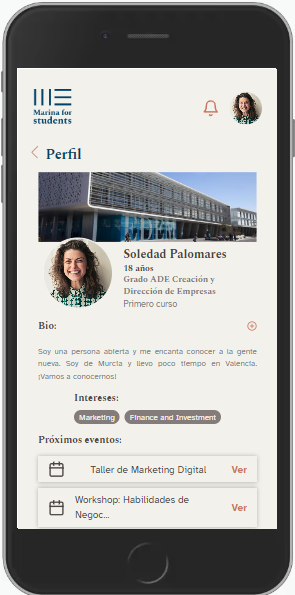 Marina for
students
Perfil
Soledad Palomares
18 años
Grado ADE Creación y
Dirección de Empresas
Primero curso
Bio:
Soy una persona abierta y me encanta conocer a la gente
nueva. Soy de Murcia y llevo poco tiempo en Valencia.
¡Vamos a conocernos!
Intereses:
Marketing Finance and Investment
Próximos eventos:
Taller de Marketing Digital Ver
Workshop: Habilidades de
Negoc... Ver